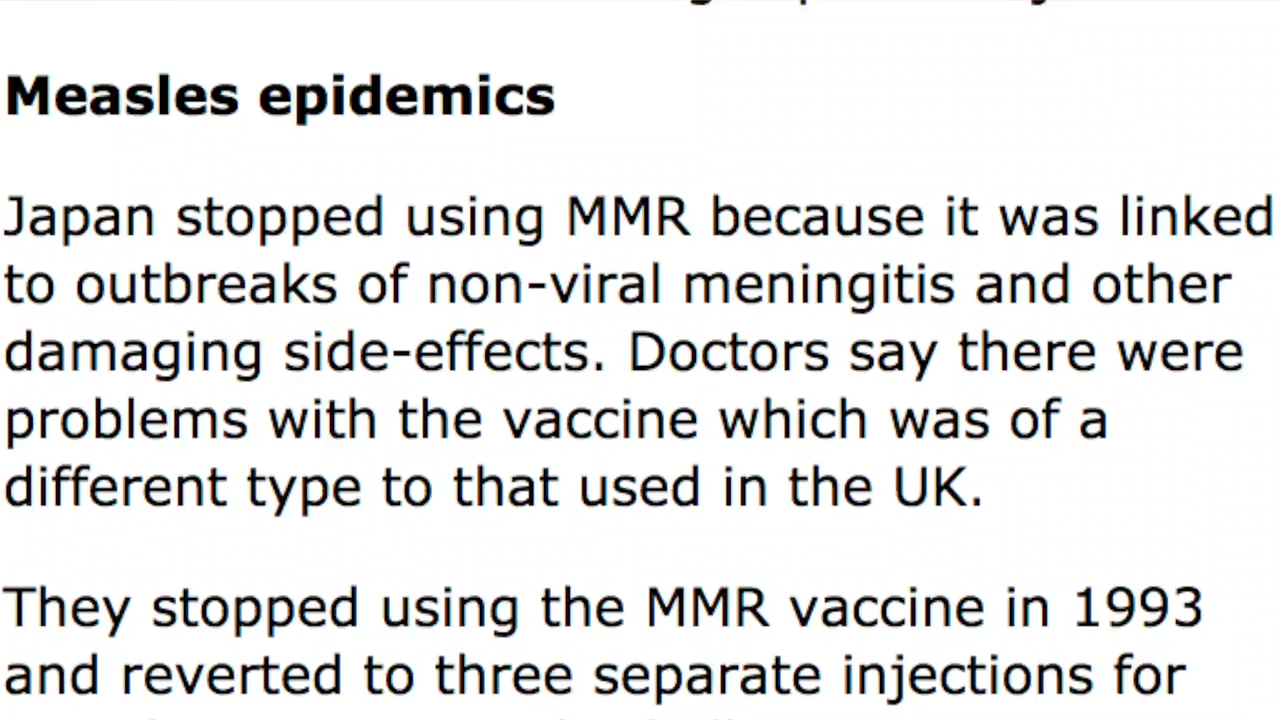 Measles epidemics
Japan stopped using MMR because it was linked
to outbreaks of non-viral meningitis and other
damaging side-effects. Doctors say there were
problems with the vaccine which was of a
different type to that used in the UK.
They stopped using the MMR vaccine in 1993
and reverted to three separate injections for